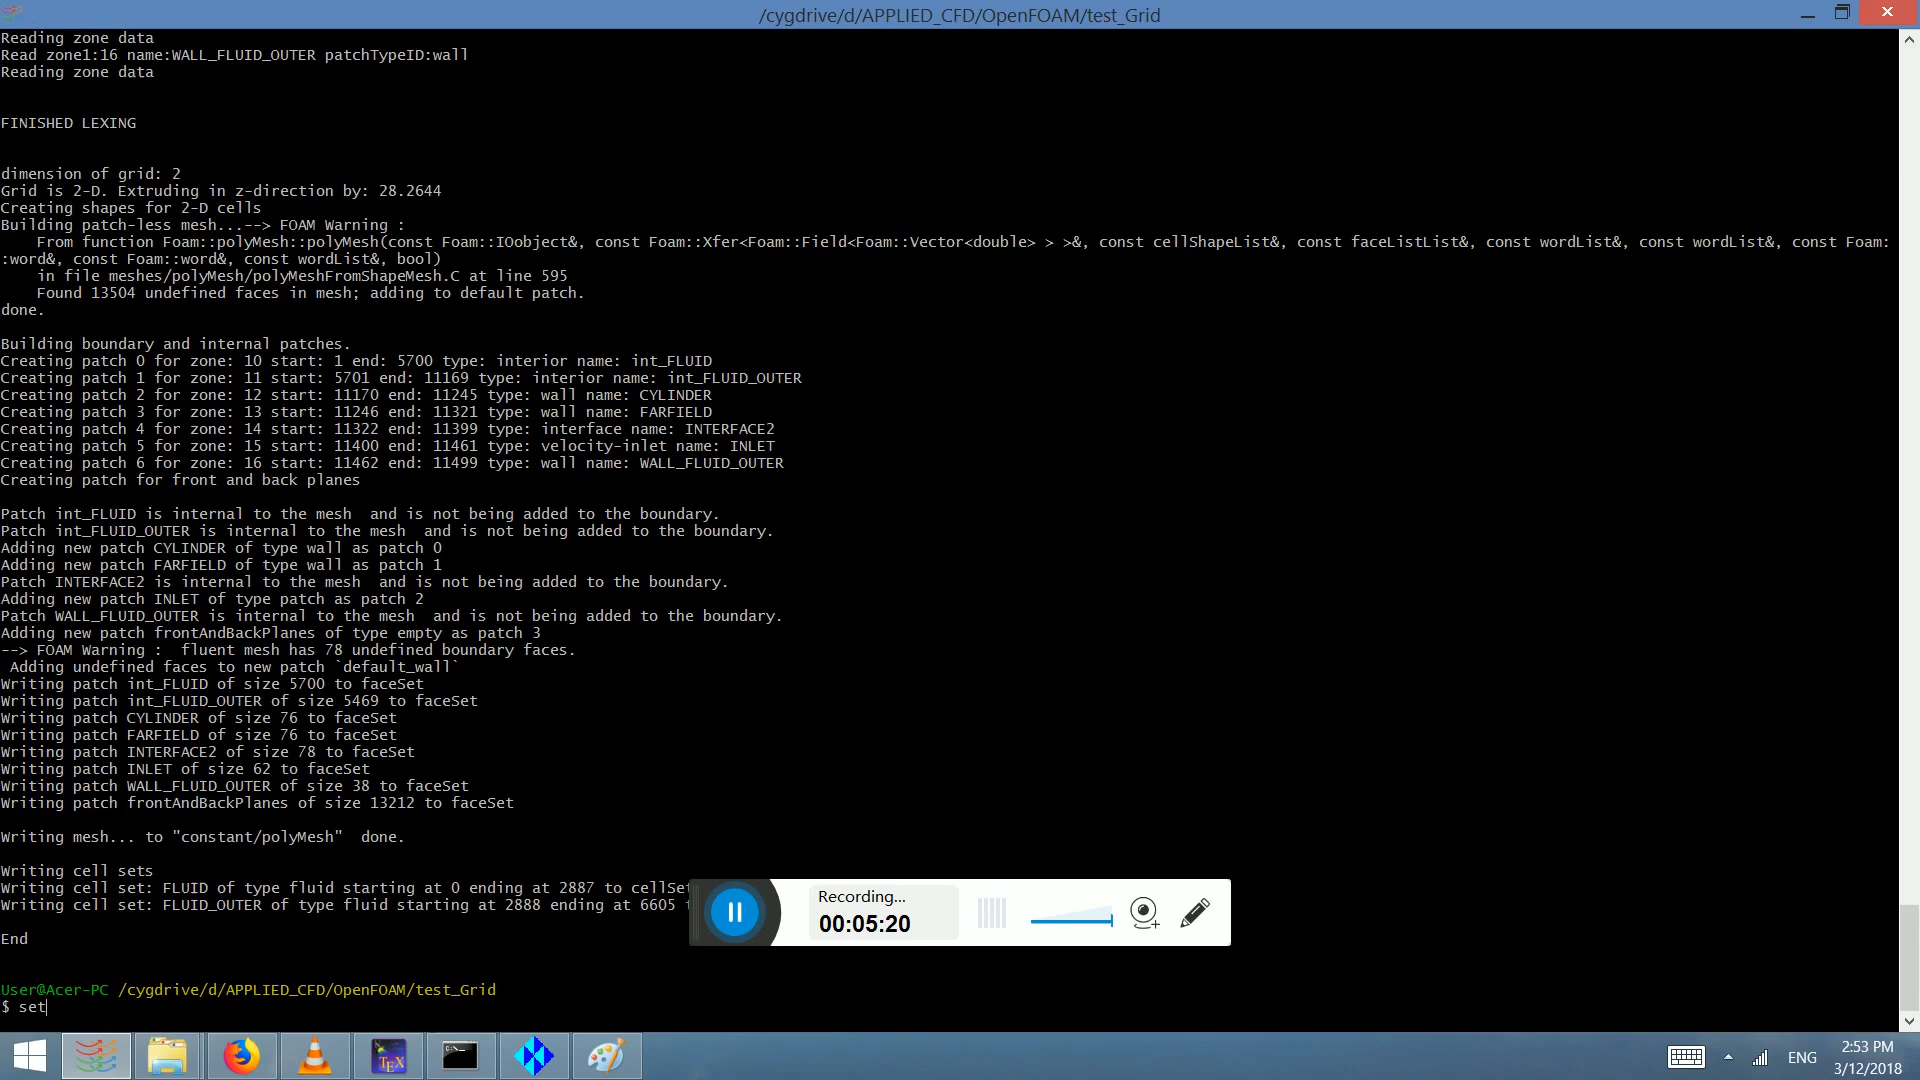 /cygdrive/d/APPLIED_CFD/OpenFOAM/test_Grid
Reading zone data
Read zone1:16 name:WALL_FLUID_OUTER patchTypeID:wall
Reading zone data
FINISHED LEXING
dimension of grid: 2
Grid is 2-D. Extruding in z-direction by: 28.2644
Creating shapes for 2-D cells
Building patch-less mesh...--> FOAM Warning :
From function Foam::polyMesh::polyMesh(const Foam::IOobject&, const Foam::Xfer<Foam::Field<Foam::Vector<double> > >&, const cellShapeList&, const faceListList&, const wordList&, const wordList&, const Foam:
:word&, const Foam::word&, const wordList&, bool)
in file meshes/polyMesh/polyMeshFromShapeMesh.C at line 595
Found 13504 undefined faces in mesh; adding to default patch.
done.
Building boundary and internal patches.
Creating patch 0 for zone: 10 start: 1 end: 5700 type: interior name: int_FLUID
Creating patch 1 for zone: 11 start: 5701 end: 11169 type: interior name: int_FLUID_OUTER
Creating patch 2 for zone: 12 start: 11170 end: 11245 type: wall name: CYLINDER
Creating patch 3 for zone: 13 start: 11246 end: 11321 type: wall name: FARFIELD
Creating patch 4 for zone: 14 start: 11322 end: 11399 type: interface name: INTERFACE2
Creating patch 5 for zone: 15 start: 11400 end: 11461 type: velocity-inlet name: INLET
Creating patch 6 for zone: 16 start: 11462 end: 11499 type: wall name: WALL_FLUID_OUTER
Creating patch for front and back planes
Patch int_FLUID is internal to the mesh  and is not being added to the boundary.
Patch int_FLUID_OUTER is internal to the mesh  and is not being added to the boundary.
Adding new patch CYLINDER of type wall as patch 0
Adding new patch FARFIELD of type wall as patch 1
Patch INTERFACE2 is internal to the mesh  and is not being added to the boundary.
Adding new patch INLET of type patch as patch 2
Patch WALL_FLUID_OUTER is internal to the mesh  and is not being added to the boundary.
Adding new patch frontAndBackPlanes of type empty as patch 3
--> FOAM Warning :  fluent mesh has 78 undefined boundary faces.
Adding undefined faces to new patch `default_wall`
Writing patch int_FLUID of size 5700 to faceSet
Writing patch int_FLUID_OUTER of size 5469 to faceSet
Writing patch CYLINDER of size 76 to faceSet
Writing patch FARFIELD of size 76 to faceSet
Writing patch INTERFACE2 of size 78 to faceSet
Writing patch INLET of size 62 to faceSet
Writing patch WALL_FLUID_OUTER of size 38 to faceSet
Writing patch frontAndBackPlanes of size 13212 to faceSet
Writing mesh... to "constant/polyMesh"  done.
Writing cell sets
Writing cell set: FLUID of type fluid starting at 0 ending at 2887 to cellSe
Writing cell set: FLUID_OUTER of type fluid starting at 2888 ending at 6605
Recording...
00:05:20
End
User@Acer-PC /cygdrive/d/APPLIED_CFD/OpenFOAM/test_Grid
$ set
TEX
ENG
2:53 PM
3/12/2018